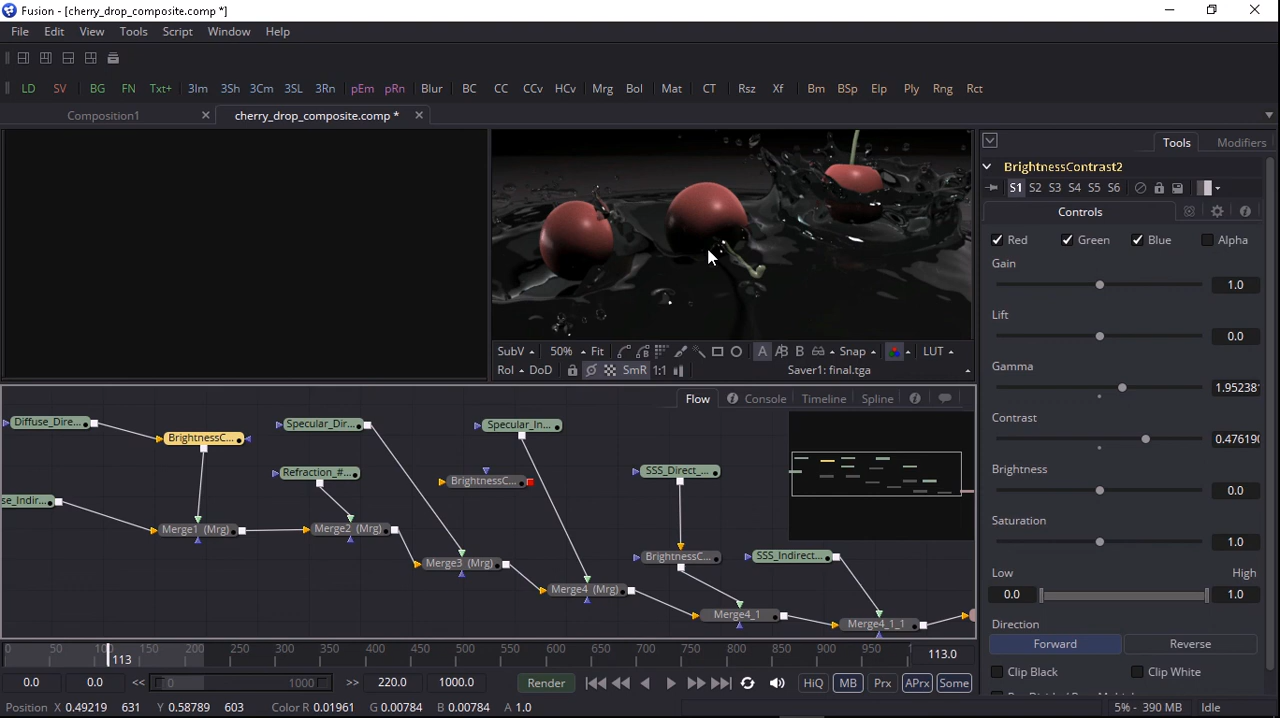 Fusion - [cherry_drop_composite.comp *]
File Edit View Tools Script Window Help
LD SV BG FN Txt+ 3Im 3Sh 3Cm 3SL 3Rn pEm pRn Blur BC CC CCv HCv Mrg Bol Mat CT Rsz Xf Bm BSp Elp Ply Rng Rct
Composition1 cherry_drop_composite.comp *
Tools Modifiers
BrightnessContrast2
S1 S2 S3 S4 S5 S6
Controls
Red Green Blue Alpha
Gain
1.0
Lift
0.0
Gamma
1.95238
Contrast
0.47619
Brightness
0.0
Saturation
1.0
Low High
0.0 1.0
Direction
Forward Reverse
Clip Black Clip White
SubV 50% Fit A A|B B Snap LUT
RoI DoD SmR 1:1 Saver1: final.tga
Flow Console Timeline Spline
Diffuse_Dire... Specular_Dir... Specular_In...
BrightnessC...
Refraction_#... BrightnessC... SSS_Direct_...
se_Indir... Merge1 (Mrg) Merge2 (Mrg)
Merge3 (Mrg) BrightnessC... SSS_Indirect...
Merge4 (Mrg) Merge4_1 Merge4_1_1
0 50 100 150 200 250 300 350 400 450 500 550 600 650 700 750 800 850 900 950
113 113.0
0.0 0.0 << 0 1000 >> 220.0 1000.0 Render HiQ MB Prx APrx Some
Position X 0.49219 631 Y 0.58789 603 Color R 0.01961 G 0.00784 B 0.00784 A 1.0 5% - 390 MB Idle